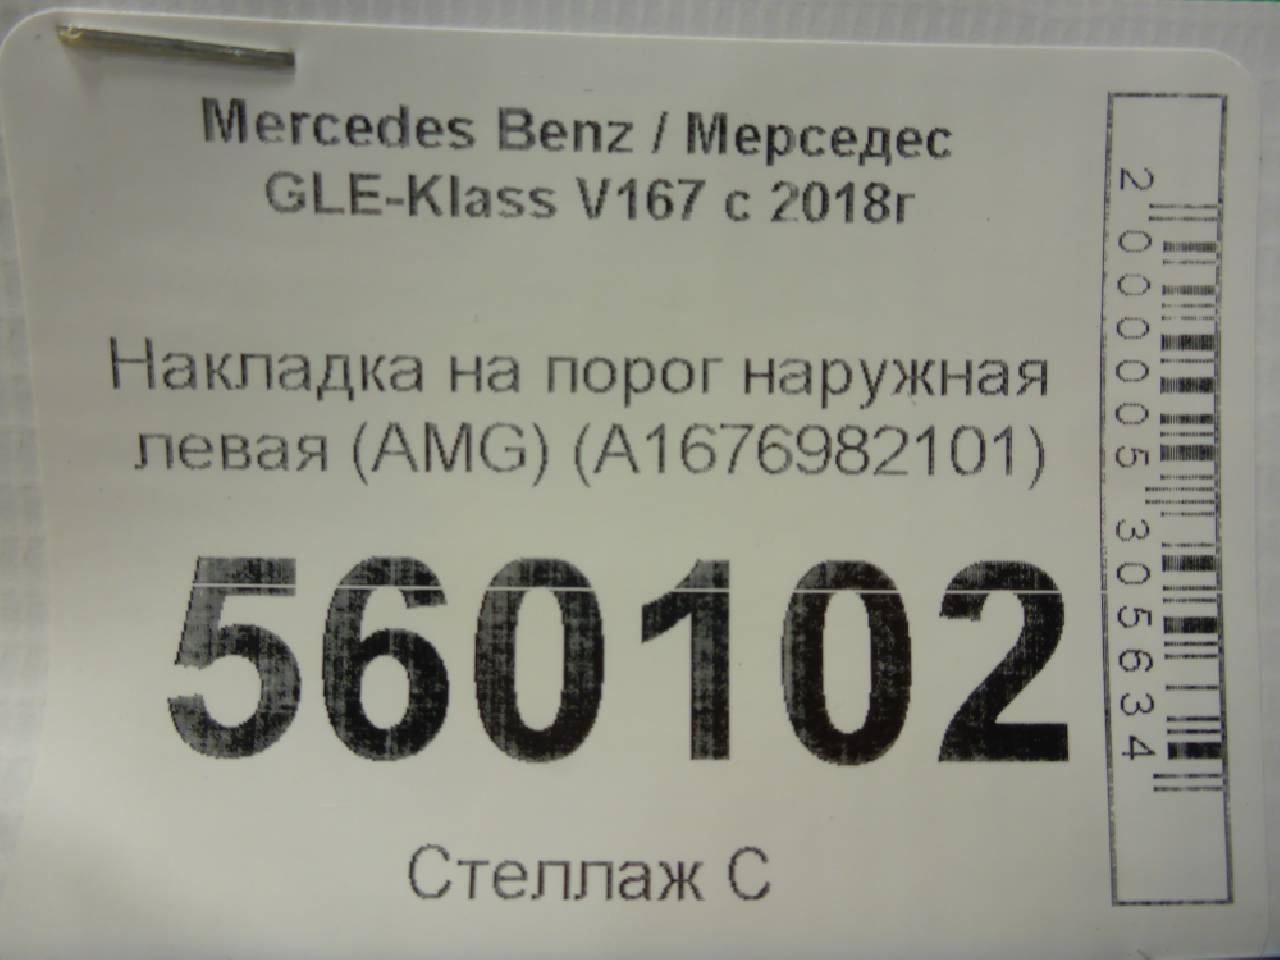 Mercedes Benz / Мерседес
GLE-Klass V167 с 2018г
Накладка на порог наружная
левая (AMG) (A1676982101)
560102
Стеллаж С
2000005305634